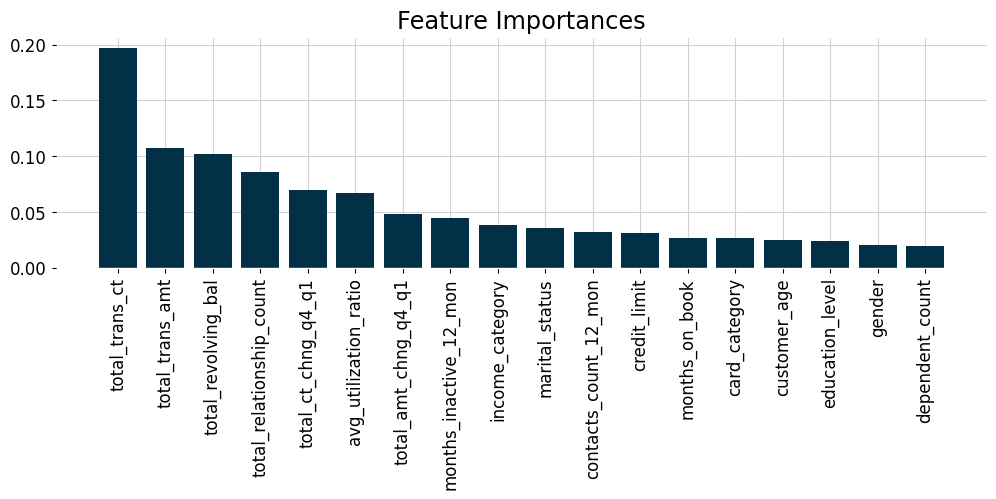 Feature Importances
0.20
0.15
0.10
0.05
0.00
total_trans_ct
total_trans_amt
total_revolving_bal
total_relationship_count
total_ct_chng_q4_q1
avg_utilization_ratio
total_amt_chng_q4_q1
months_inactive_12_mon
income_category
marital_status
contacts_count_12_mon
credit_limit
months_on_book
card_category
customer_age
education_level
gender
dependent_count